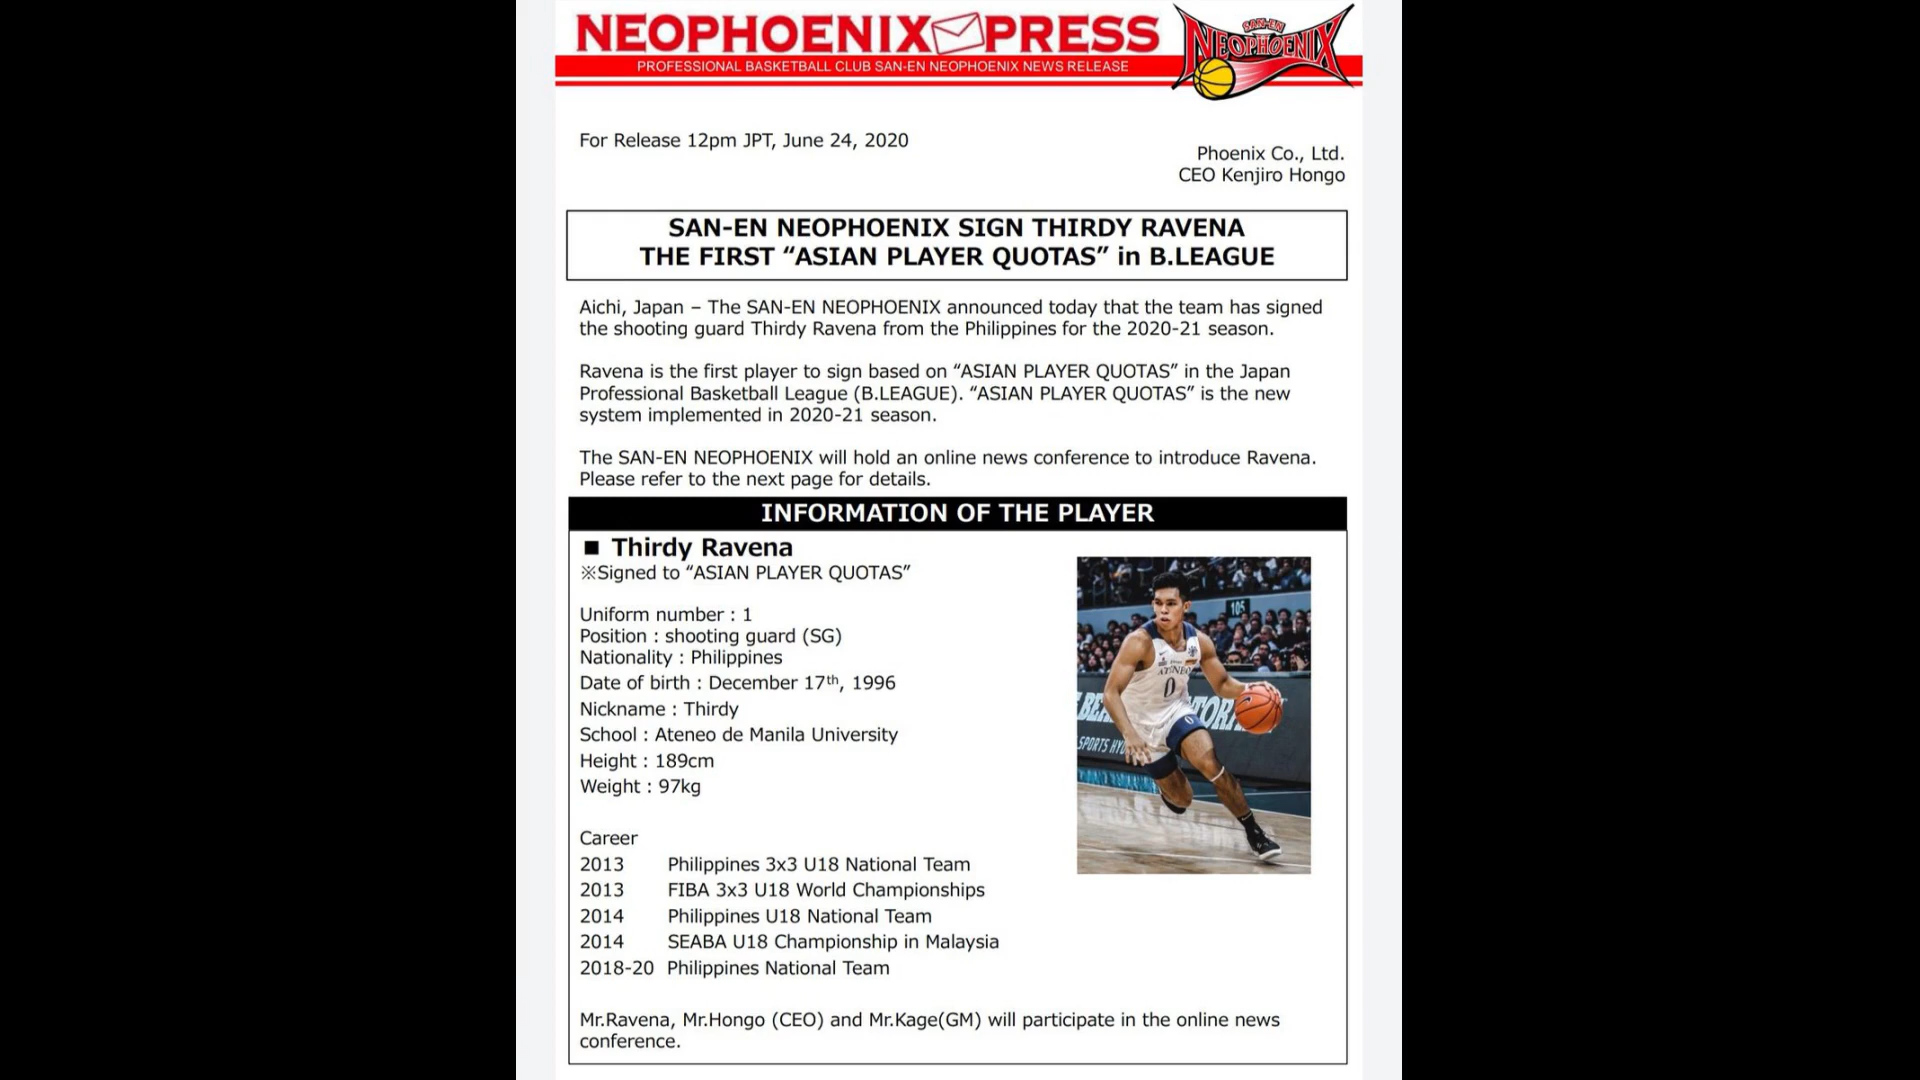 NEOPHOENIX PRESS
PROFESSIONAL BASKETBALL CLUB SAN-EN NEOPHOENIX NEWS RELEASE
SAN-EN
NEOPHOENIX
For Release 12pm JPT, June 24, 2020
Phoenix Co., Ltd.
CEO Kenjiro Hongo
SAN-EN NEOPHOENIX SIGN THIRDY RAVENA
THE FIRST “ASIAN PLAYER QUOTAS” in B.LEAGUE
Aichi, Japan – The SAN-EN NEOPHOENIX announced today that the team has signed
the shooting guard Thirdy Ravena from the Philippines for the 2020-21 season.
Ravena is the first player to sign based on “ASIAN PLAYER QUOTAS” in the Japan
Professional Basketball League (B.LEAGUE). “ASIAN PLAYER QUOTAS” is the new
system implemented in 2020-21 season.
The SAN-EN NEOPHOENIX will hold an online news conference to introduce Ravena.
Please refer to the next page for details.
INFORMATION OF THE PLAYER
■ Thirdy Ravena
※Signed to “ASIAN PLAYER QUOTAS”
Uniform number : 1
Position : shooting guard (SG)
Nationality : Philippines
Date of birth : December 17th, 1996
Nickname : Thirdy
School : Ateneo de Manila University
Height : 189cm
Weight : 97kg
105
ATENEO
0
0
SPORTS
Career
2013 Philippines 3x3 U18 National Team
2013 FIBA 3x3 U18 World Championships
2014 Philippines U18 National Team
2014 SEABA U18 Championship in Malaysia
2018-20 Philippines National Team
Mr.Ravena, Mr.Hongo (CEO) and Mr.Kage(GM) will participate in the online news
conference.